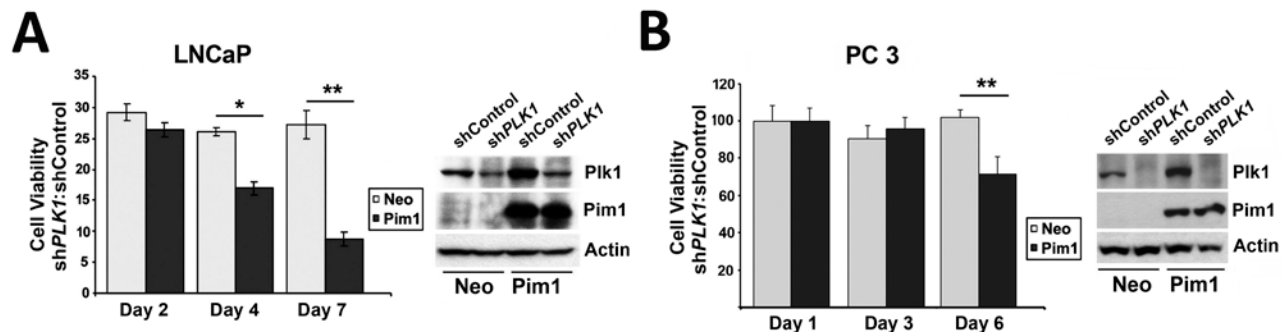 A
LNCaP
Cell Viability
shPLK1:shControl
35
30
25
20
15
10
5
0
*
**
Day 2
Day 4
Day 7
Neo
Pim1
shControl
shPLK1
shControl
shPLK1
Plk1
Pim1
Actin
Neo
Pim1
B
PC 3
Cell Viability
shPLK1:shControl
120
100
80
60
40
20
**
Day 1
Day 3
Day 6
Neo
Pim1
shControl
shPLK1
shControl
shPLK1
Plk1
Pim1
Actin
Neo
Pim1